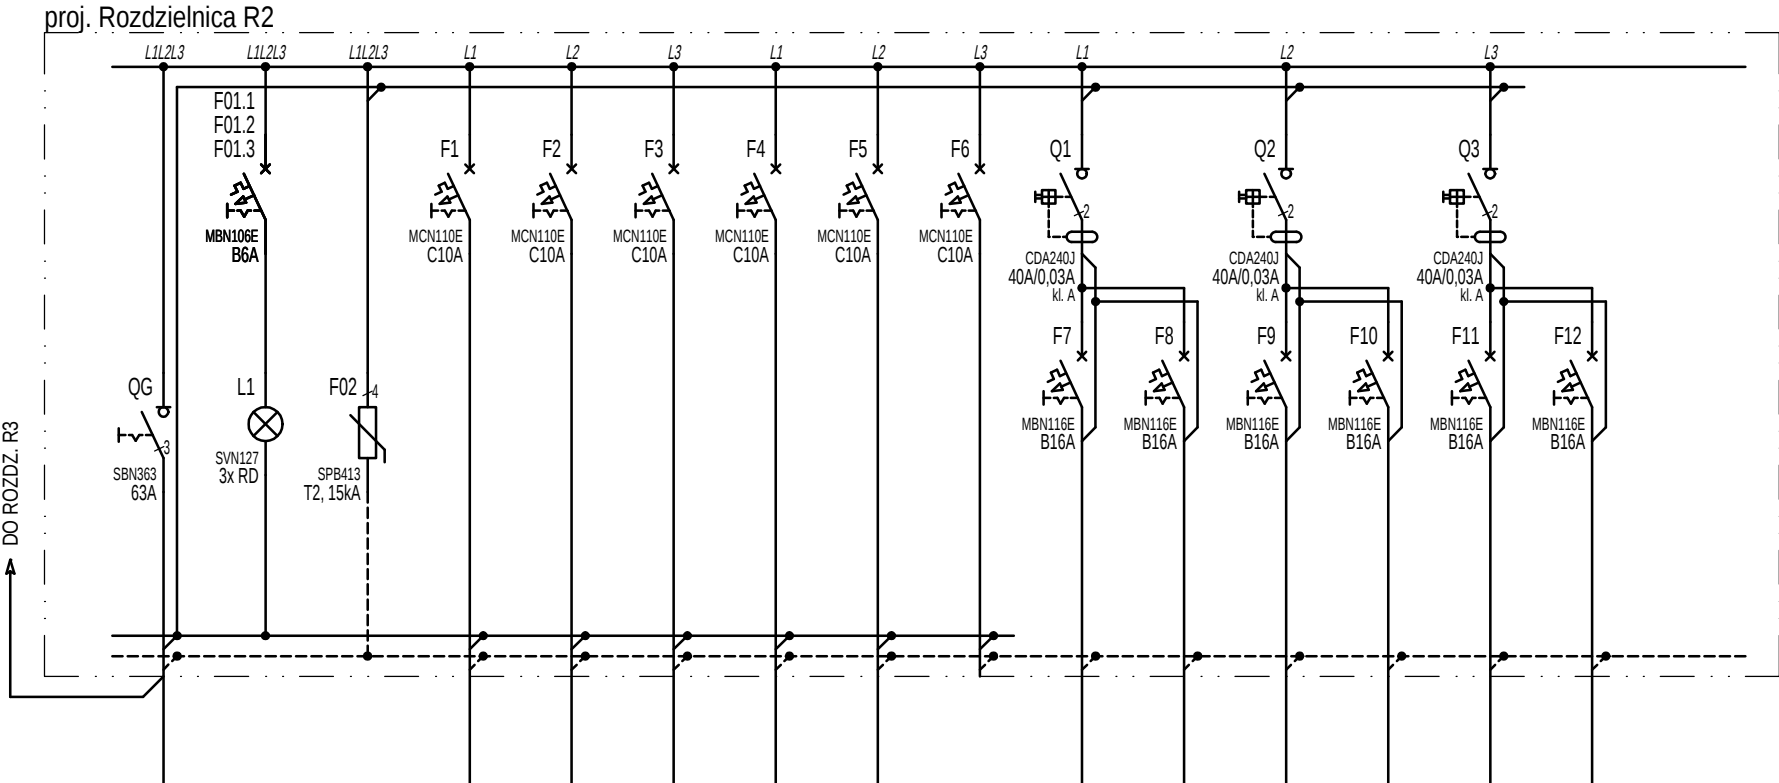 proj. Rozdzielnica R2
L1L2L3 L1L2L3 L1L2L3 L1 L2 L3 L1 L2 L3 L1 L2 L3
F01.1
F01.2
F01.3 F1 F2 F3 F4 F5 F6 Q1 Q2 Q3
2 2 2
MBN106E MCN110E MCN110E MCN110E MCN110E MCN110E MCN110E
B6A C10A C10A C10A C10A C10A C10A
CDA240J CDA240J CDA240J
40A/0,03A 40A/0,03A 40A/0,03A
kl. A kl. A kl. A
F7 F8 F9 F10 F11 F12
QG L1 F02 4
MBN116E MBN116E MBN116E MBN116E MBN116E MBN116E
B16A B16A B16A B16A B16A B16A
3
SVN127
3x RD
SBN363 SPB413
63A T2, 15kA
DO ROZDZ. R3